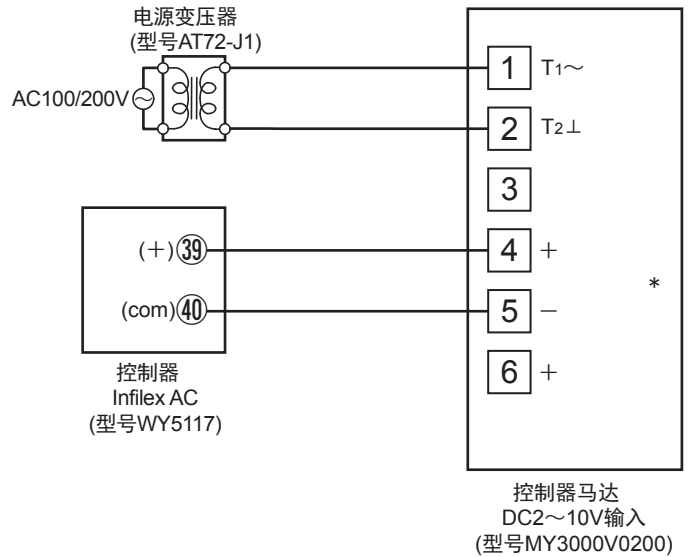 电源变压器
(型号AT72-J1)
AC100/200V
1 T1～
2 T2⊥
3
(＋)㊴
4 ＋
(com)㊵
5 －
*
6 ＋
控制器
Infilex AC
(型号WY5117)
控制器马达
DC2～10V输入
(型号MY3000V0200)